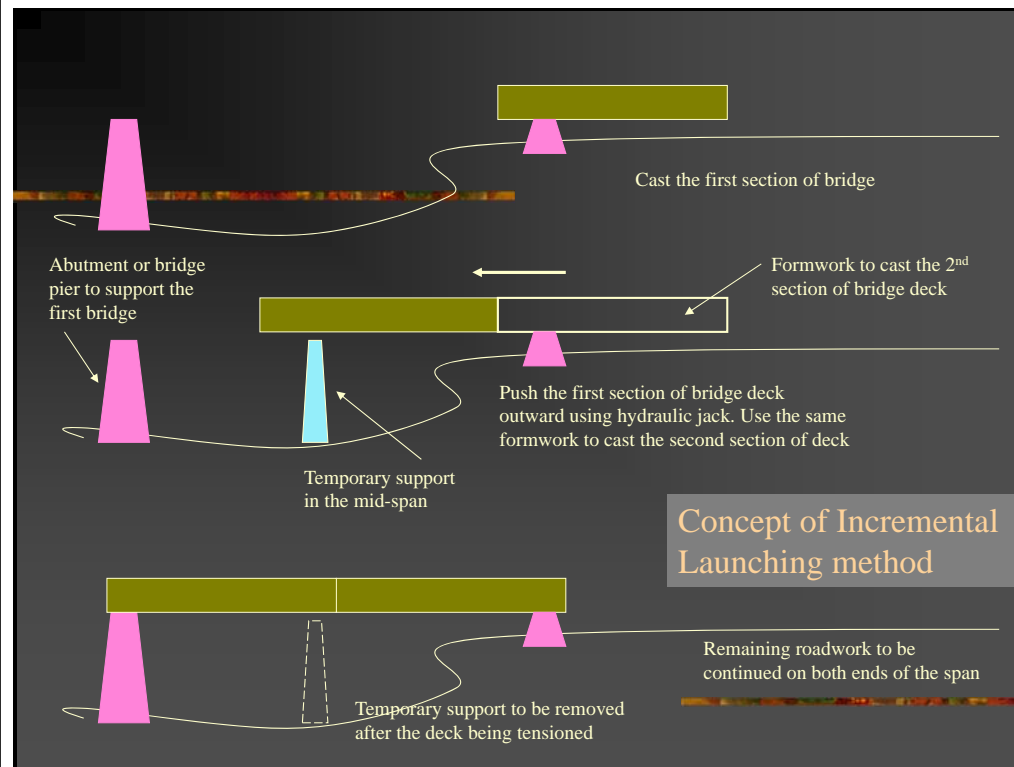 Cast the first section of bridge
Abutment or bridge
pier to support the
first bridge
Formwork to cast the 2nd
section of bridge deck
Push the first section of bridge deck
outward using hydraulic jack. Use the same
formwork to cast the second section of deck
Temporary support
in the mid-span
Concept of Incremental
Launching method
Remaining roadwork to be
continued on both ends of the span
Temporary support to be removed
after the deck being tensioned